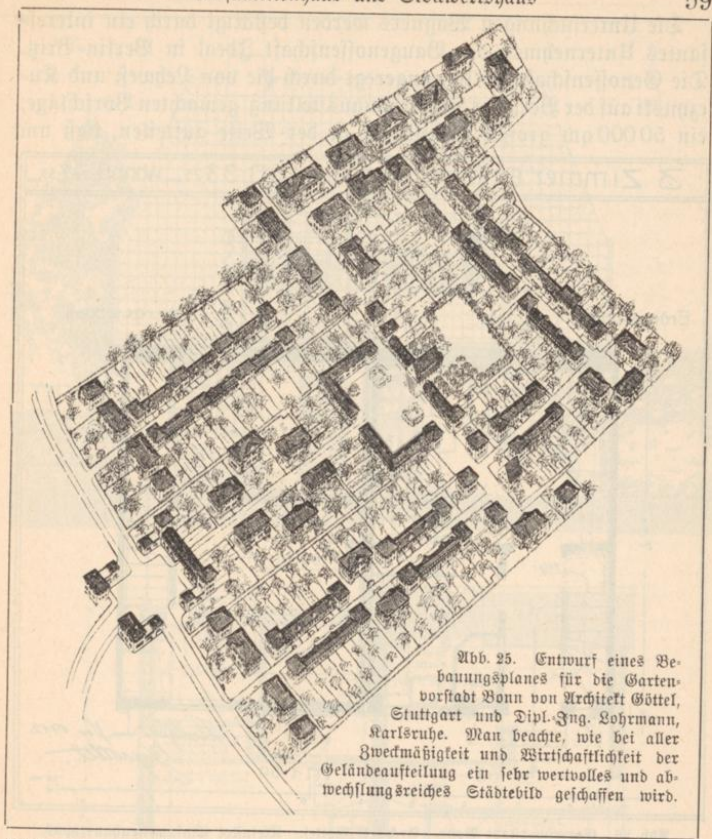 59
Abb. 25. Entwurf eines Be-
bauungsplanes für die Garten-
vorstadt Bonn von Architekt Göttel,
Stuttgart und Dipl.-Ing. Lohrmann,
Karlsruhe. Man beachte, wie bei aller
Zweckmäßigkeit und Wirtschaftlichkeit der
Geländeaufteiluug ein sehr wertvolles und ab-
wechslungsreiches Städtebild geschaffen wird.